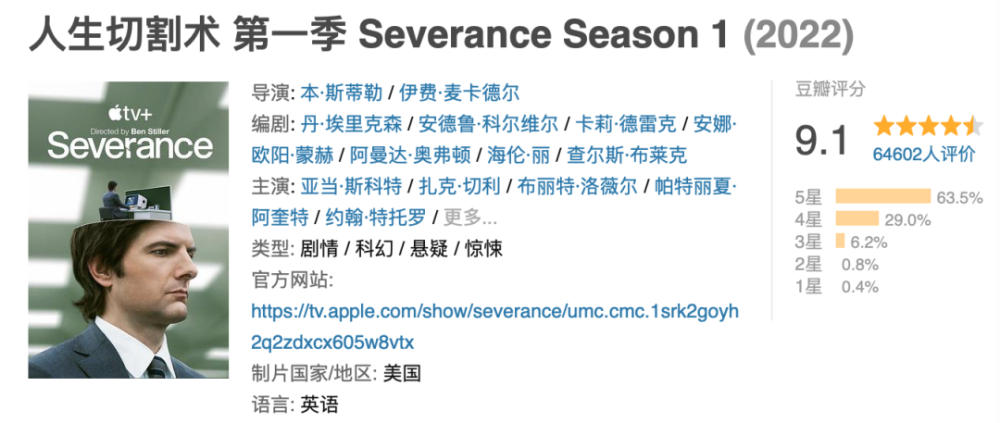 人生切割术 第一季 Severance Season 1 (2022)
tv+
Directed by Ben Stiller
Severance
导演: 本·斯蒂勒 / 伊费·麦卡德尔
编剧: 丹·埃里克森 / 安德鲁·科尔维尔 / 卡莉·德雷克 / 安娜·
欧阳·蒙赫 / 阿曼达·奥弗顿 / 海伦·丽 / 查尔斯·布莱克
主演: 亚当·斯科特 / 扎克·切利 / 布丽特·洛薇尔 / 帕特丽夏·
阿奎特 / 约翰·特托罗 / 更多...
类型: 剧情 / 科幻 / 悬疑 / 惊悚
官方网站:
https://tv.apple.com/show/severance/umc.cmc.1srk2goyh
2q2zdxcx605w8vtx
制片国家/地区: 美国
语言: 英语
豆瓣评分
9.1
64602人评价
5星 63.5%
4星 29.0%
3星 6.2%
2星 0.8%
1星 0.4%